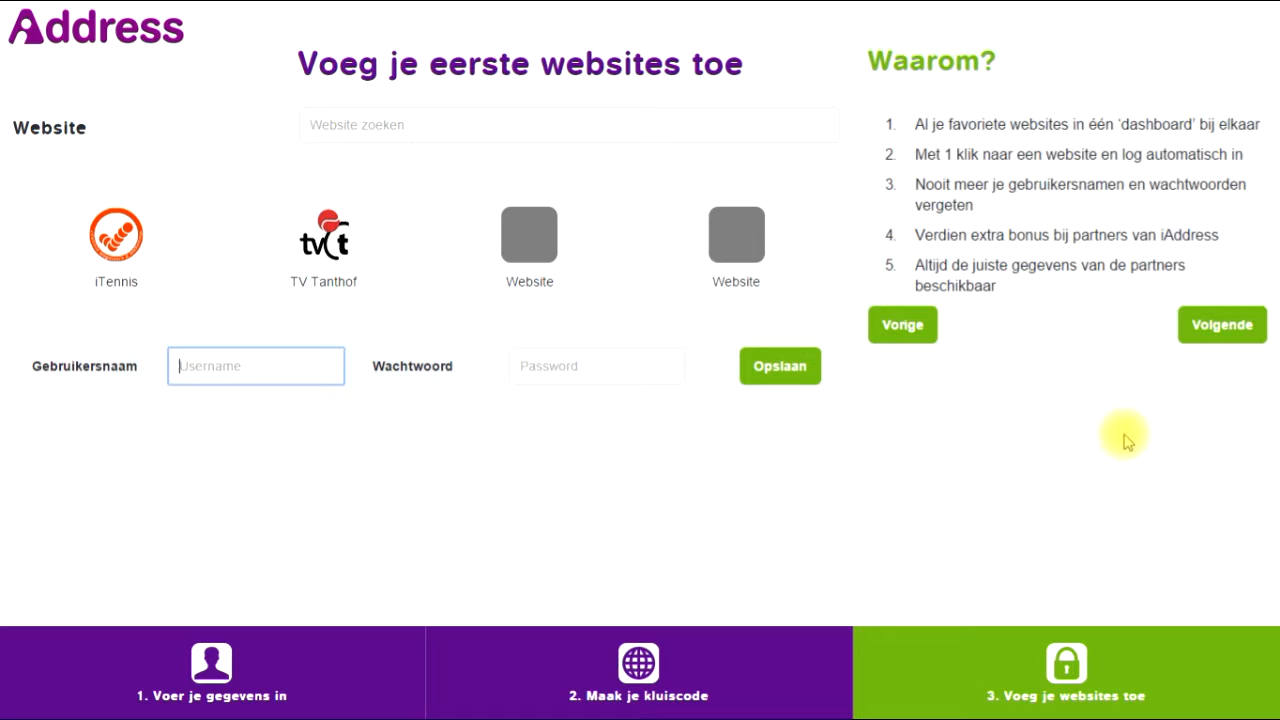 Address
Voeg je eerste websites toe
Website
Website zoeken
iTennis
tvct
TV Tanthof
Website
Website
Gebruikersnaam
Username
Wachtwoord
Password
Opslaan
Waarom?
1. Al je favoriete websites in één 'dashboard' bij elkaar
2. Met 1 klik naar een website en log automatisch in
3. Nooit meer je gebruikersnamen en wachtwoorden
vergeten
4. Verdien extra bonus bij partners van iAddress
5. Altijd de juiste gegevens van de partners
beschikbaar
Vorige
Volgende
1. Voer je gegevens in
2. Maak je kluiscode
3. Voeg je websites toe